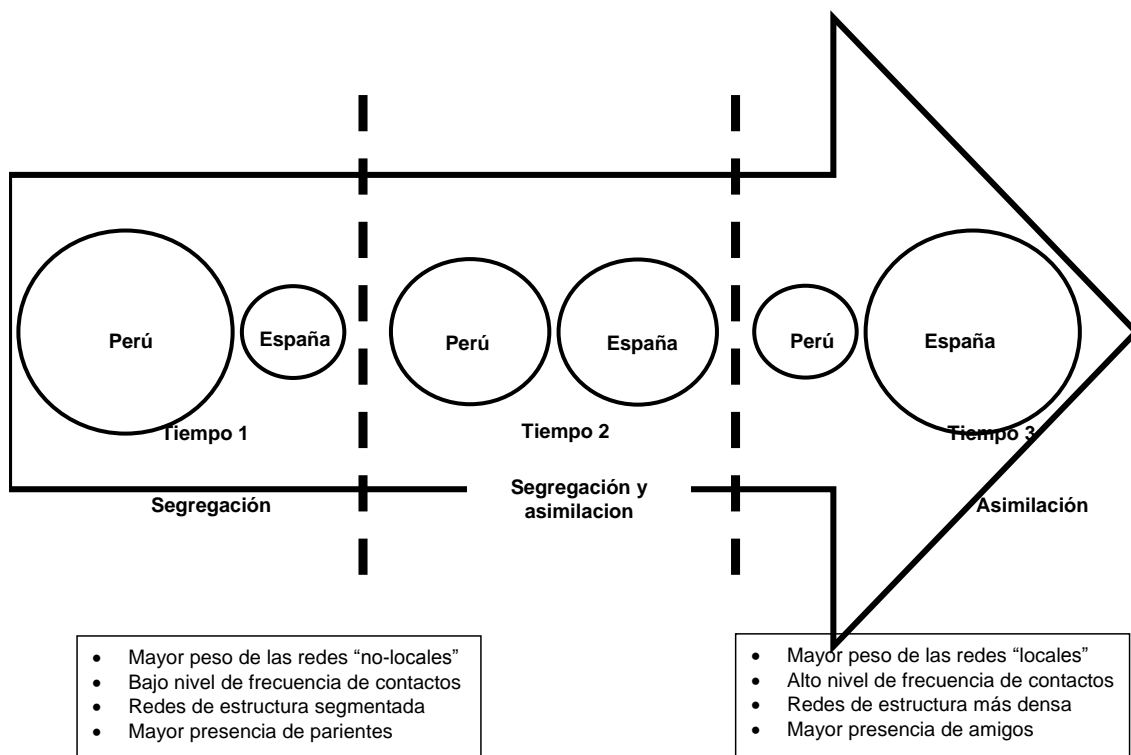 Perú
España
Perú
España
Perú
España
Tiempo 1
Tiempo 2
Tiempo 3
Segregación
Segregación y
asimilacion
Asimilación
• Mayor peso de las redes “no-locales”
• Bajo nivel de frecuencia de contactos
• Redes de estructura segmentada
• Mayor presencia de parientes
• Mayor peso de las redes “locales”
• Alto nivel de frecuencia de contactos
• Redes de estructura más densa
• Mayor presencia de amigos